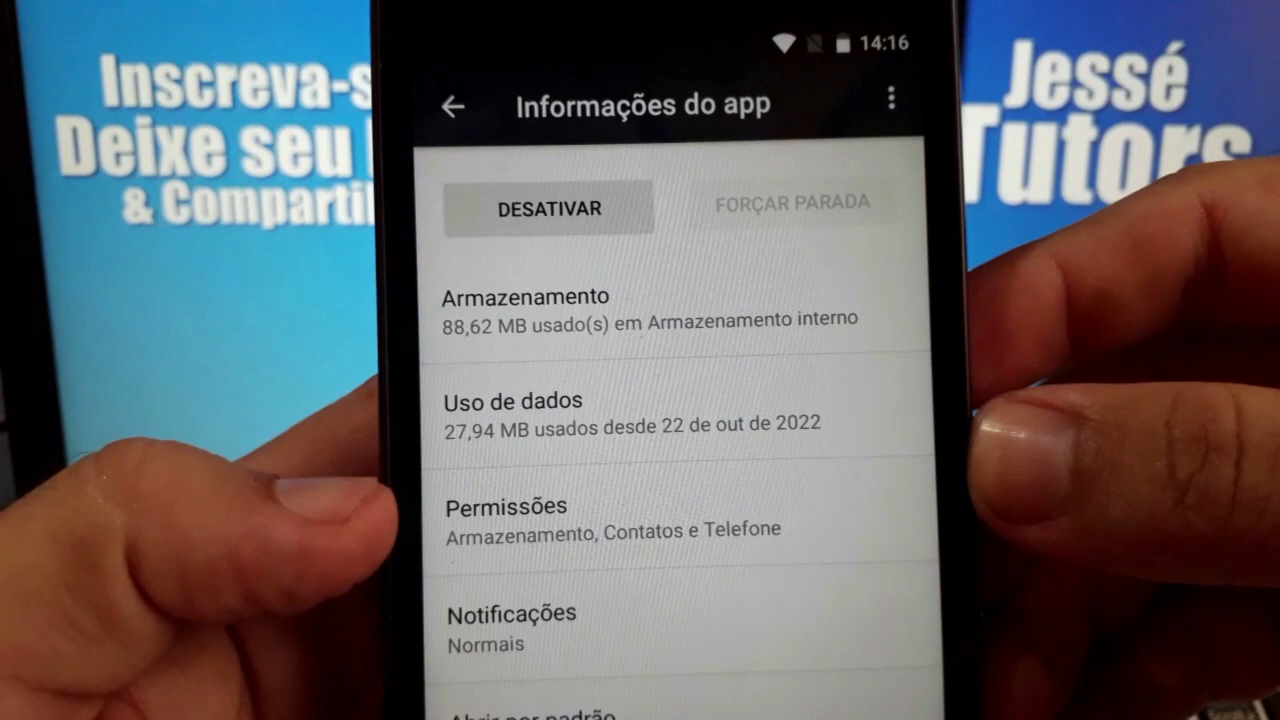 Inscreva-s
Deixe seu
& Compartil
Jessé
Tutors
14:16
Informações do app
DESATIVAR
FORÇAR PARADA
Armazenamento
88,62 MB usado(s) em Armazenamento interno
Uso de dados
27,94 MB usados desde 22 de out de 2022
Permissões
Armazenamento, Contatos e Telefone
Notificações
Normais
Abrir por padrão